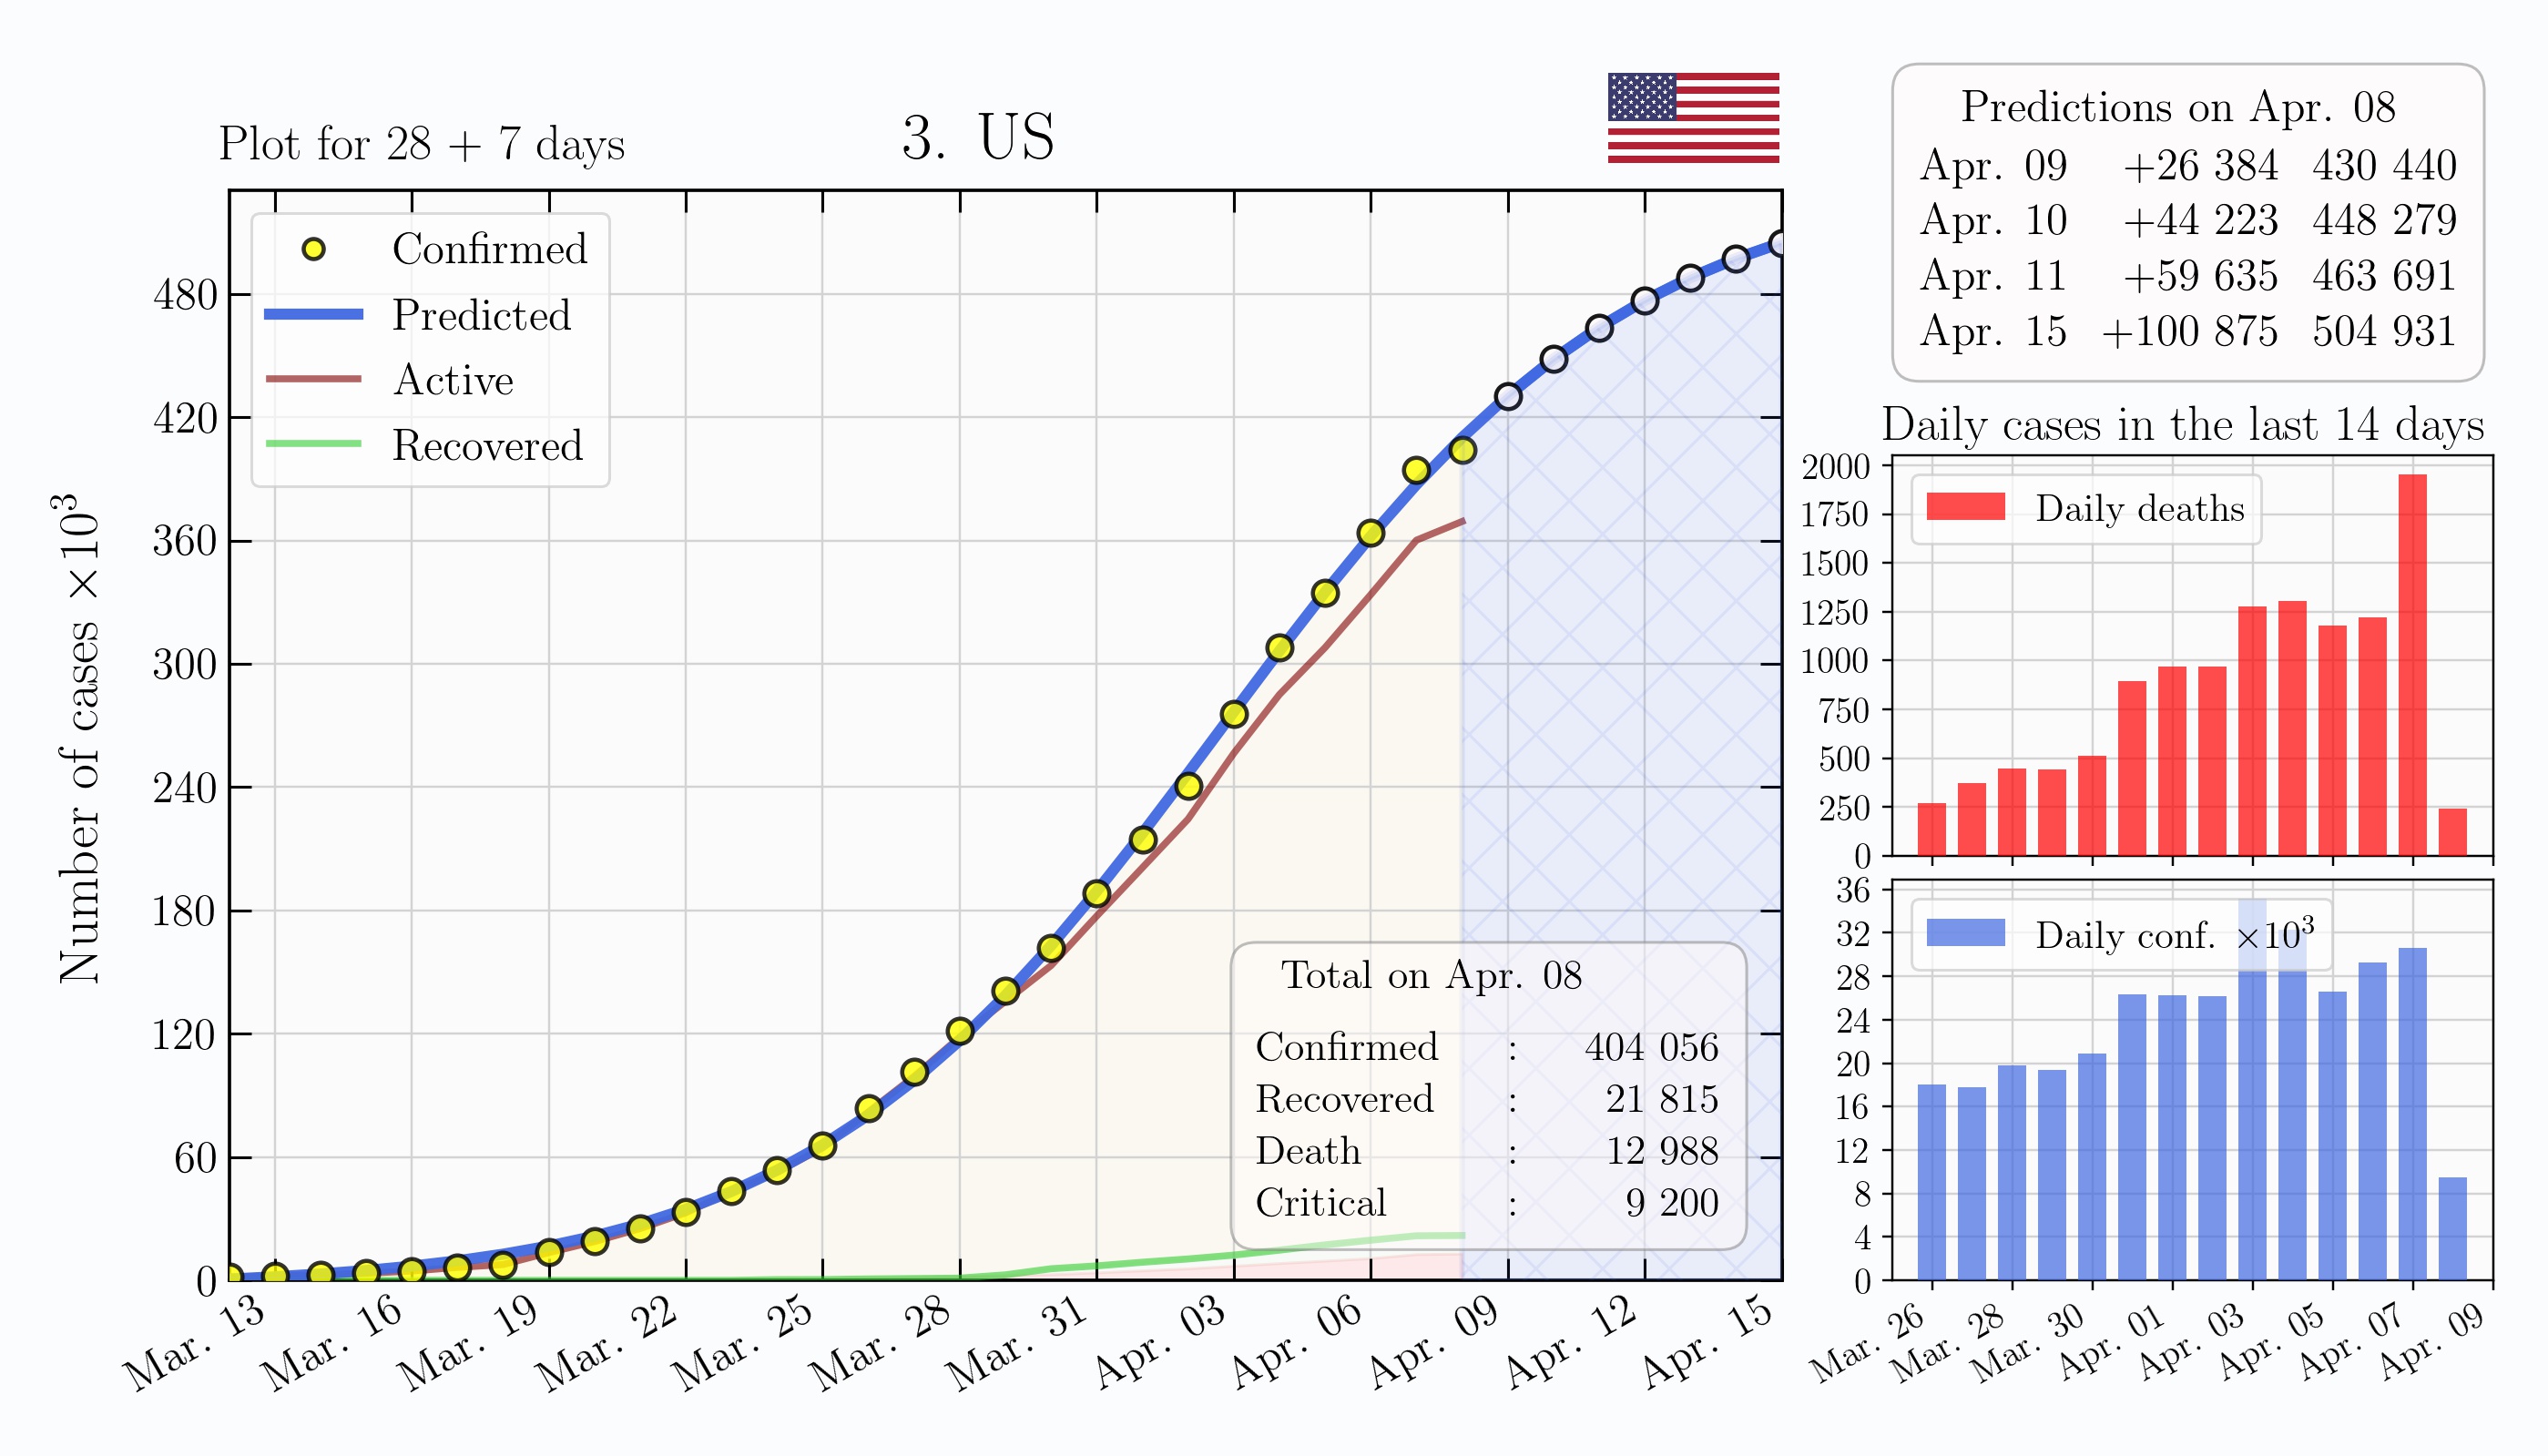 Plot for 28 + 7 days
3. US
Confirmed
Predicted
Active
Recovered
Number of cases ×10³
480
420
360
300
240
180
120
60
0
Mar. 13
Mar. 16
Mar. 19
Mar. 22
Mar. 25
Mar. 28
Mar. 31
Apr. 03
Apr. 06
Apr. 09
Apr. 12
Apr. 15
Total on Apr. 08
Confirmed : 404 056
Recovered : 21 815
Death : 12 988
Critical : 9 200
Predictions on Apr. 08
Apr. 09 +26 384 430 440
Apr. 10 +44 223 448 279
Apr. 11 +59 635 463 691
Apr. 15 +100 875 504 931
Daily cases in the last 14 days
Daily deaths
2000
1750
1500
1250
1000
750
500
250
0
Daily conf. ×10³
36
32
28
24
20
16
12
8
4
0
Mar. 26
Mar. 28
Mar. 30
Apr. 01
Apr. 03
Apr. 05
Apr. 07
Apr. 09